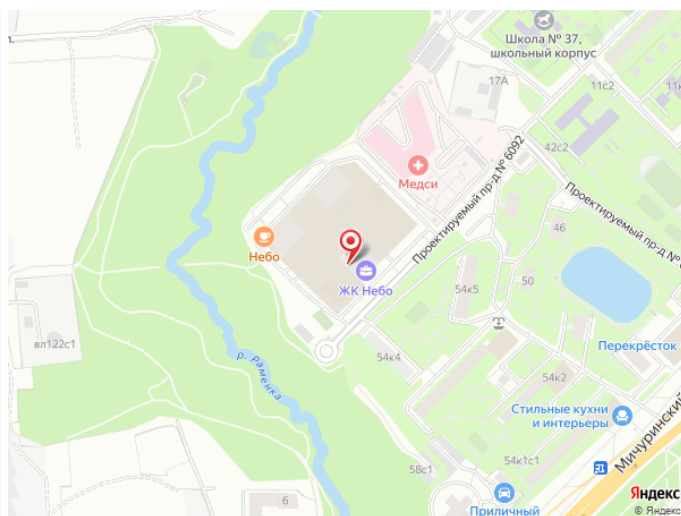 Школа № 37,
школьный корпус
17А
11с2
42с2
Медси
Проектируемый пр-д № 6092
Проектируемый пр-д №
46
Небо
ЖК Небо
54к5
50
вл122с1
р. Раменка
54к4
Перекрёсток
54к2
Стильные кухни
и интерьеры
Мичуринский
58с1
54к1с1
6
Приличный
Яндекс
© Яндекс